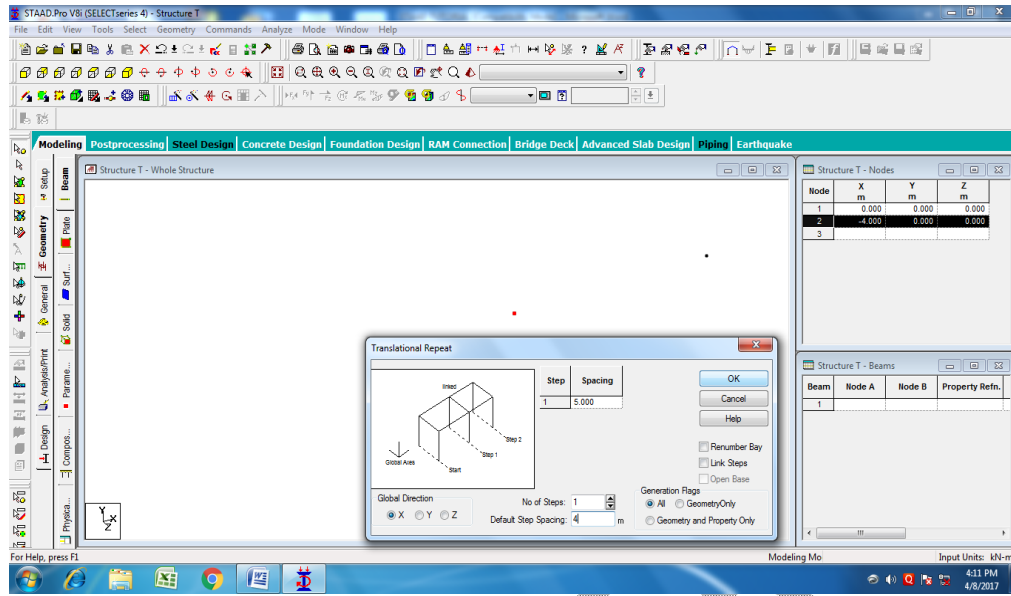 STAAD.Pro V8i (SELECTseries 4) - Structure T
File Edit View Tools Select Geometry Commands Analyze Mode Window Help
Modeling Postprocessing Steel Design Concrete Design Foundation Design RAM Connection Bridge Deck Advanced Slab Design Piping Earthquake
Setup
Geometry
General
Analysis/Print
Design
Beam
Plate
Surf...
Solid
Parame...
Compos...
Physica...
Structure T - Whole Structure
Y
X
Z
Structure T - Nodes
Node X Y Z
m m m
1 0.000 0.000 0.000
2 -4.000 0.000 0.000
3
Structure T - Beams
Beam Node A Node B Property Refn.
1
Translational Repeat
linked
Step 2
Step 1
Start
Global Axes
Step Spacing
1 5.000
OK
Cancel
Help
Renumber Bay
Link Steps
Open Base
Global Direction
X Y Z
No of Steps: 1
Default Step Spacing: 4 m
Generation Flags
All GeometryOnly
Geometry and Property Only
For Help, press F1
Modeling Mo
Input Units: kN-m
4:11 PM
4/8/2017